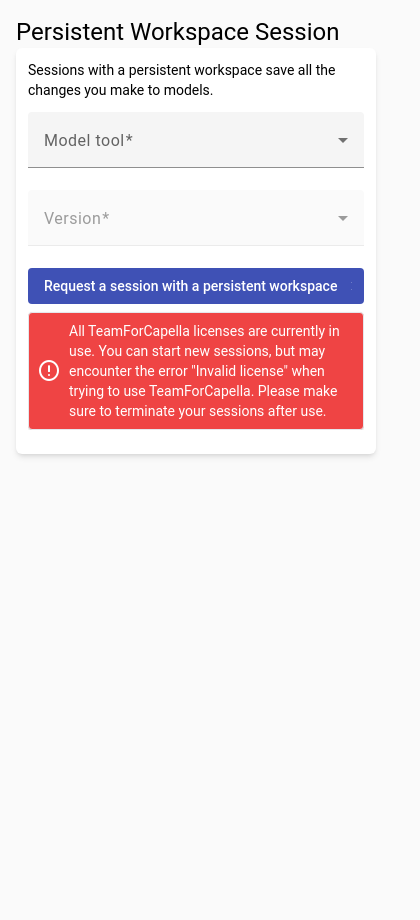 Persistent Workspace Session
Sessions with a persistent workspace save all the
changes you make to models.
Model tool*
Version*
Request a session with a persistent workspace
All TeamForCapella licenses are currently in
use. You can start new sessions, but may
encounter the error "Invalid license" when
trying to use TeamForCapella. Please make
sure to terminate your sessions after use.